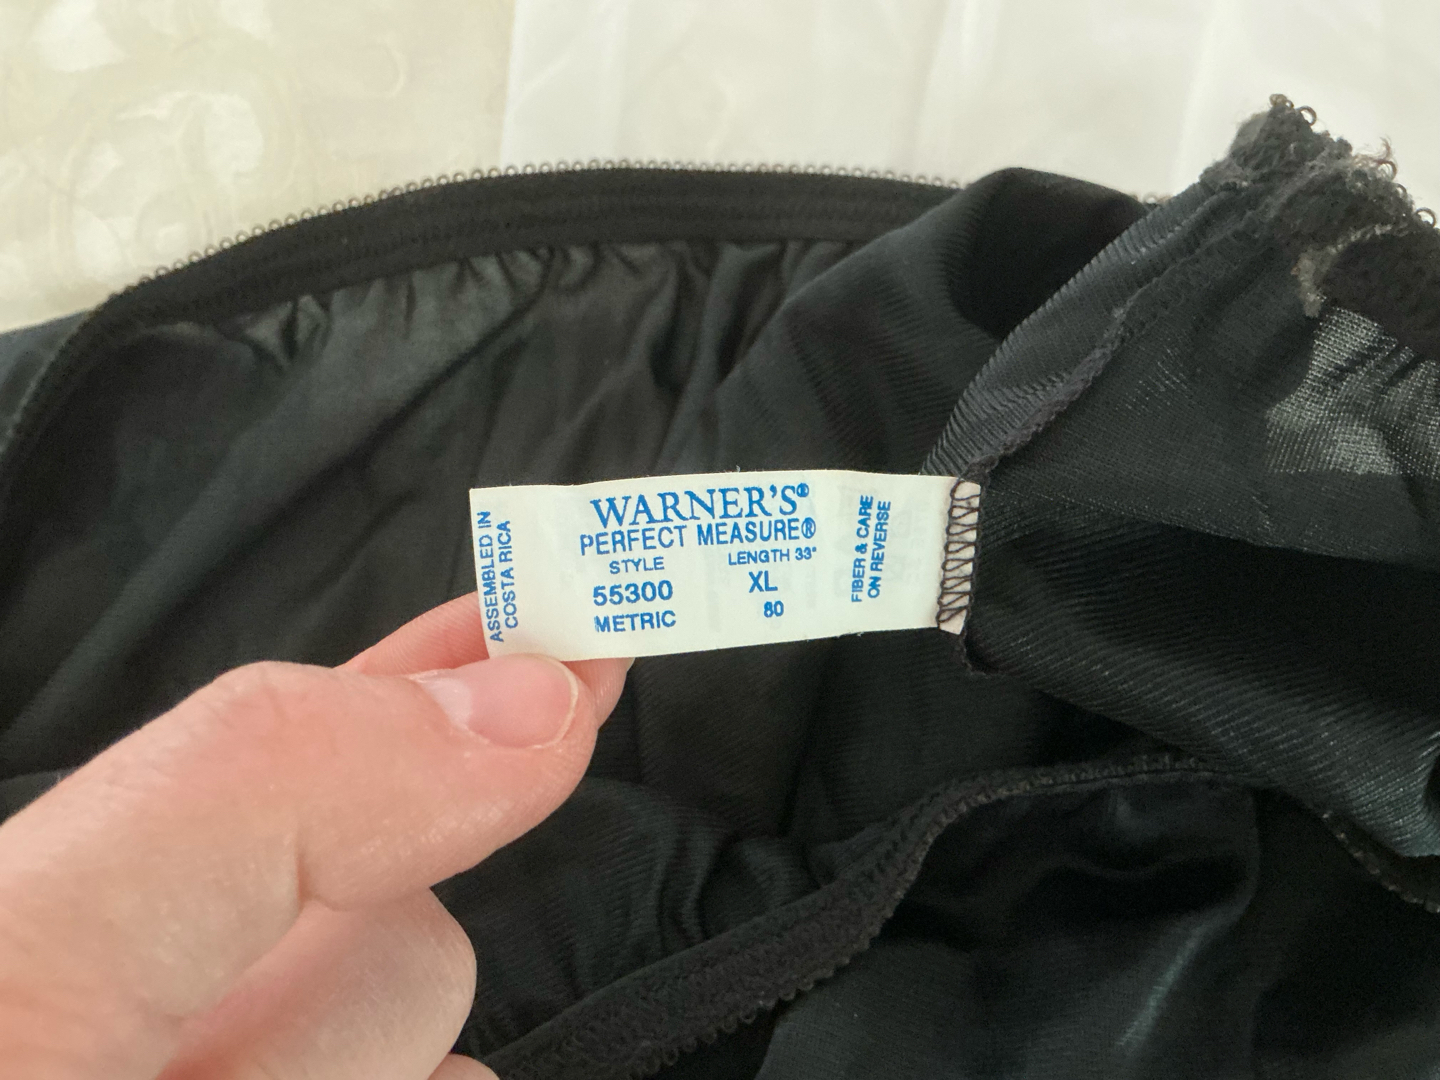 ASSEMBLED IN
COSTA RICA
WARNER'S®
PERFECT MEASURE®
STYLE LENGTH 33"
55300 XL
METRIC 80
FIBER & CARE
ON REVERSE